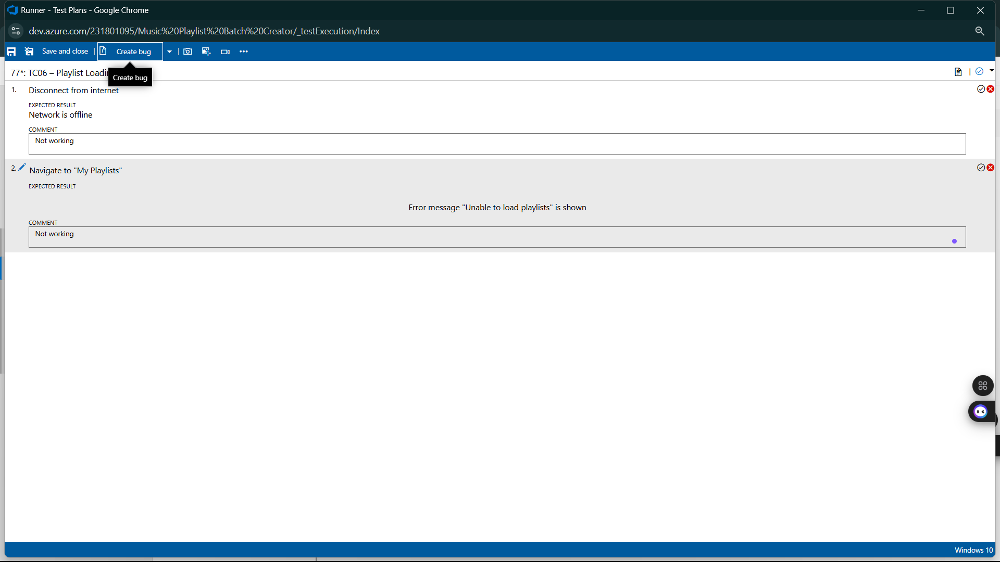 Runner - Test Plans - Google Chrome
dev.azure.com/231801095/Music%20Playlist%20Batch%20Creator/_testExecution/Index
Save and close
Create bug
77*: TC06 – Playlist
Create bug
1. Disconnect from internet
EXPECTED RESULT
Network is offline
COMMENT
Not working
2. Navigate to "My Playlists"
EXPECTED RESULT
Error message "Unable to load playlists" is shown
COMMENT
Not working
Windows 10